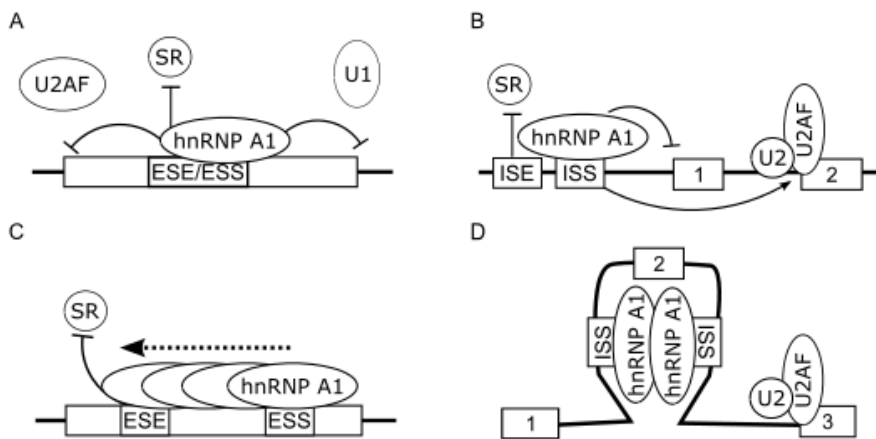 A
SR
U2AF
U1
hnRNP A1
ESE/ESS
B
SR
hnRNP A1
U2AF
U2
ISE
ISS
1
2
C
SR
hnRNP A1
ESE
ESS
D
2
ISS
hnRNP A1
hnRNP A1
ISS
U2AF
U2
1
3